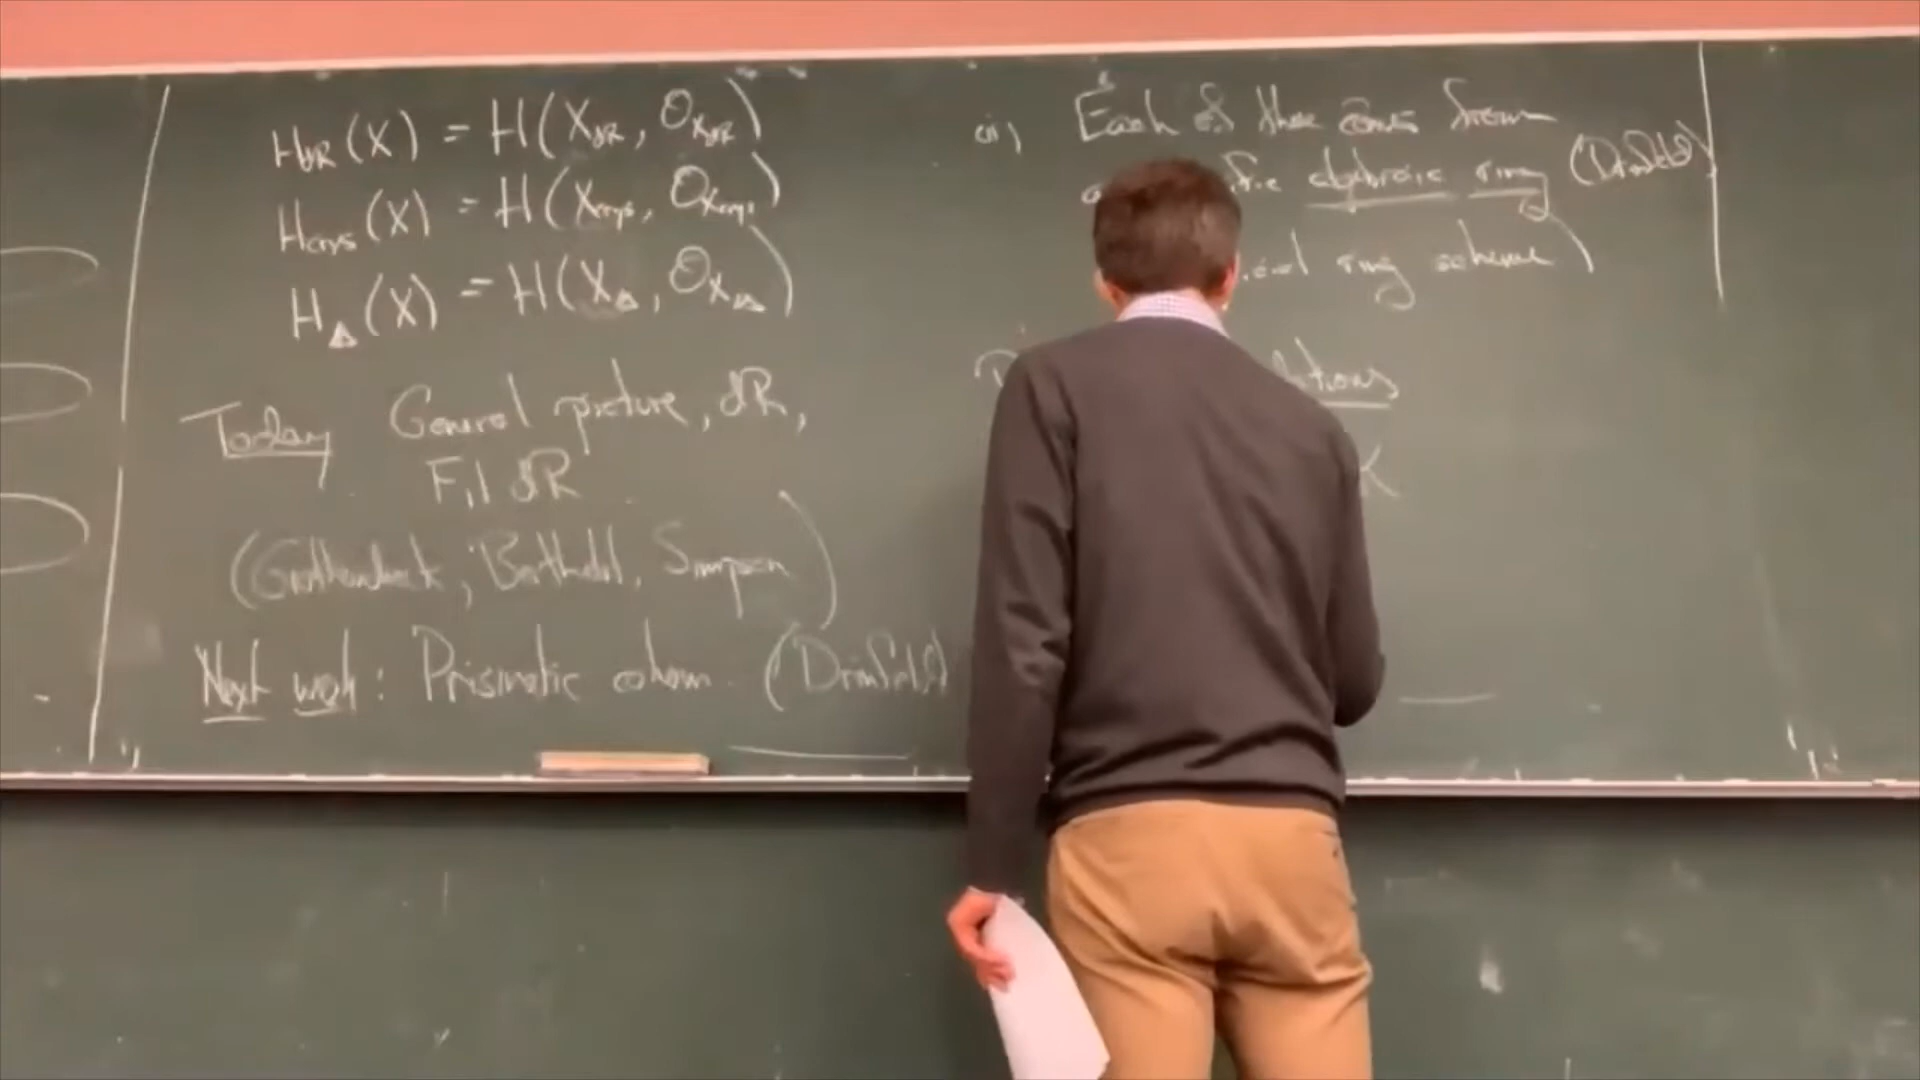 H_dR(X) = H(X_dR, O_X_dR)
H_crys(X) = H(X_crys, O_X_crys)
H_Δ(X) = H(X_Δ, O_X_Δ)
Today General picture, dR,
Fil dR
(Grothendieck, Berthelot, Simpson)
Next week: Prismatic cohom. (Drinfeld)
Each of these comes from
algebraic ring (Drinfeld)
ring scheme)